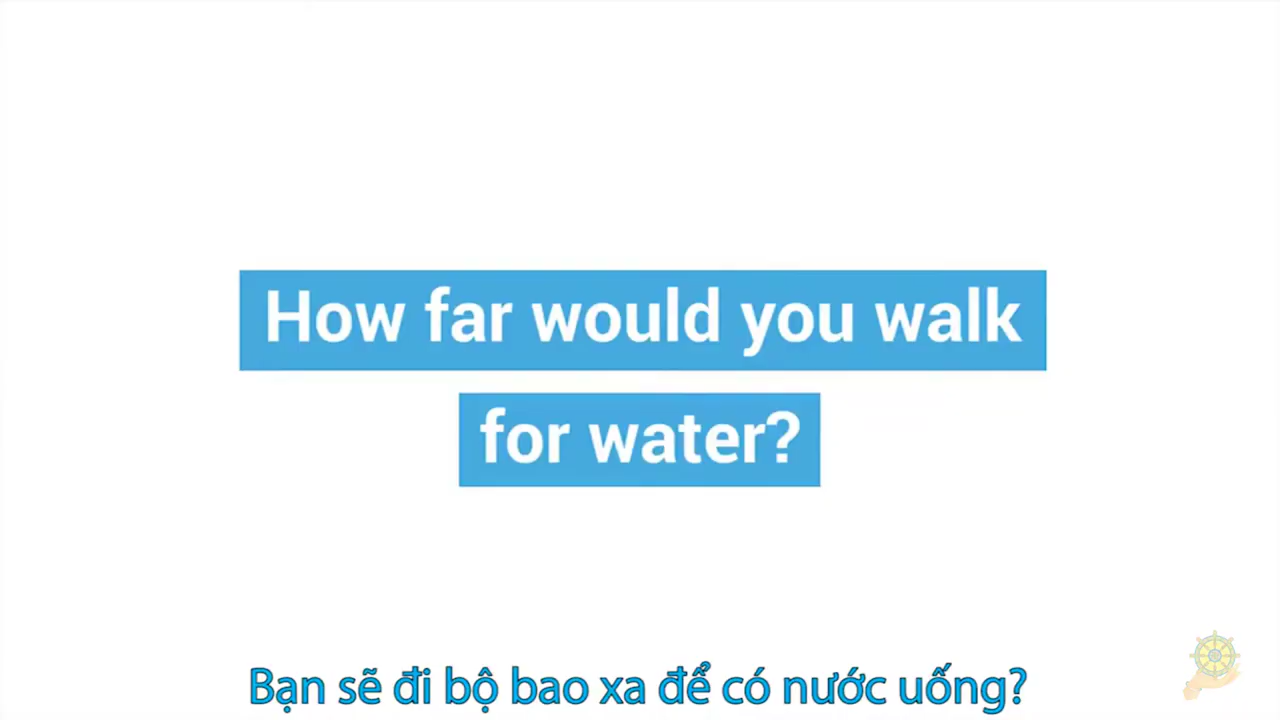 How far would you walk
for water?
Bạn sẽ đi bộ bao xa để có nước uống?